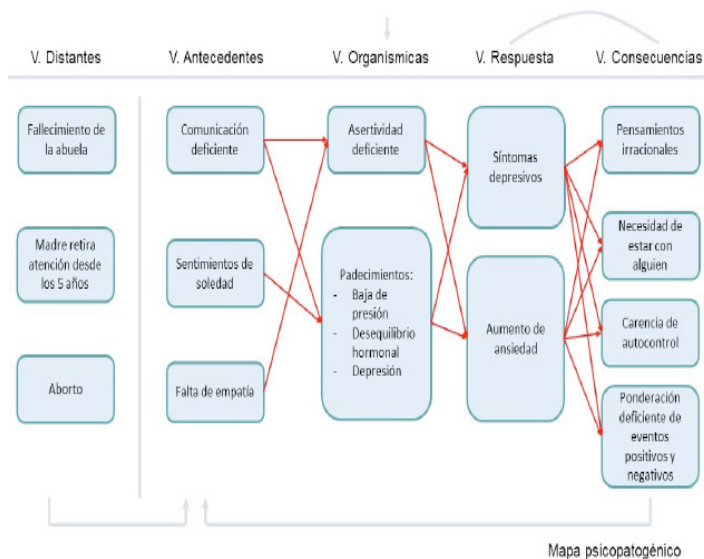 V. Distantes
V. Antecedentes
V. Organísmicas
V. Respuesta
V. Consecuencias
Fallecimiento de
la abuela
Madre retira
atención desde
los 5 años
Aborto
Comunicación
deficiente
Sentimientos de
soledad
Falta de empatía
Asertividad
deficiente
Padecimientos:
- Baja de
presión
- Desequilibrio
hormonal
- Depresión
Síntomas
depresivos
Aumento de
ansiedad
Pensamientos
irracionales
Necesidad de
estar con
alguien
Carencia de
autocontrol
Ponderación
deficiente de
eventos
positivos y
negativos
Mapa psicopatogénico